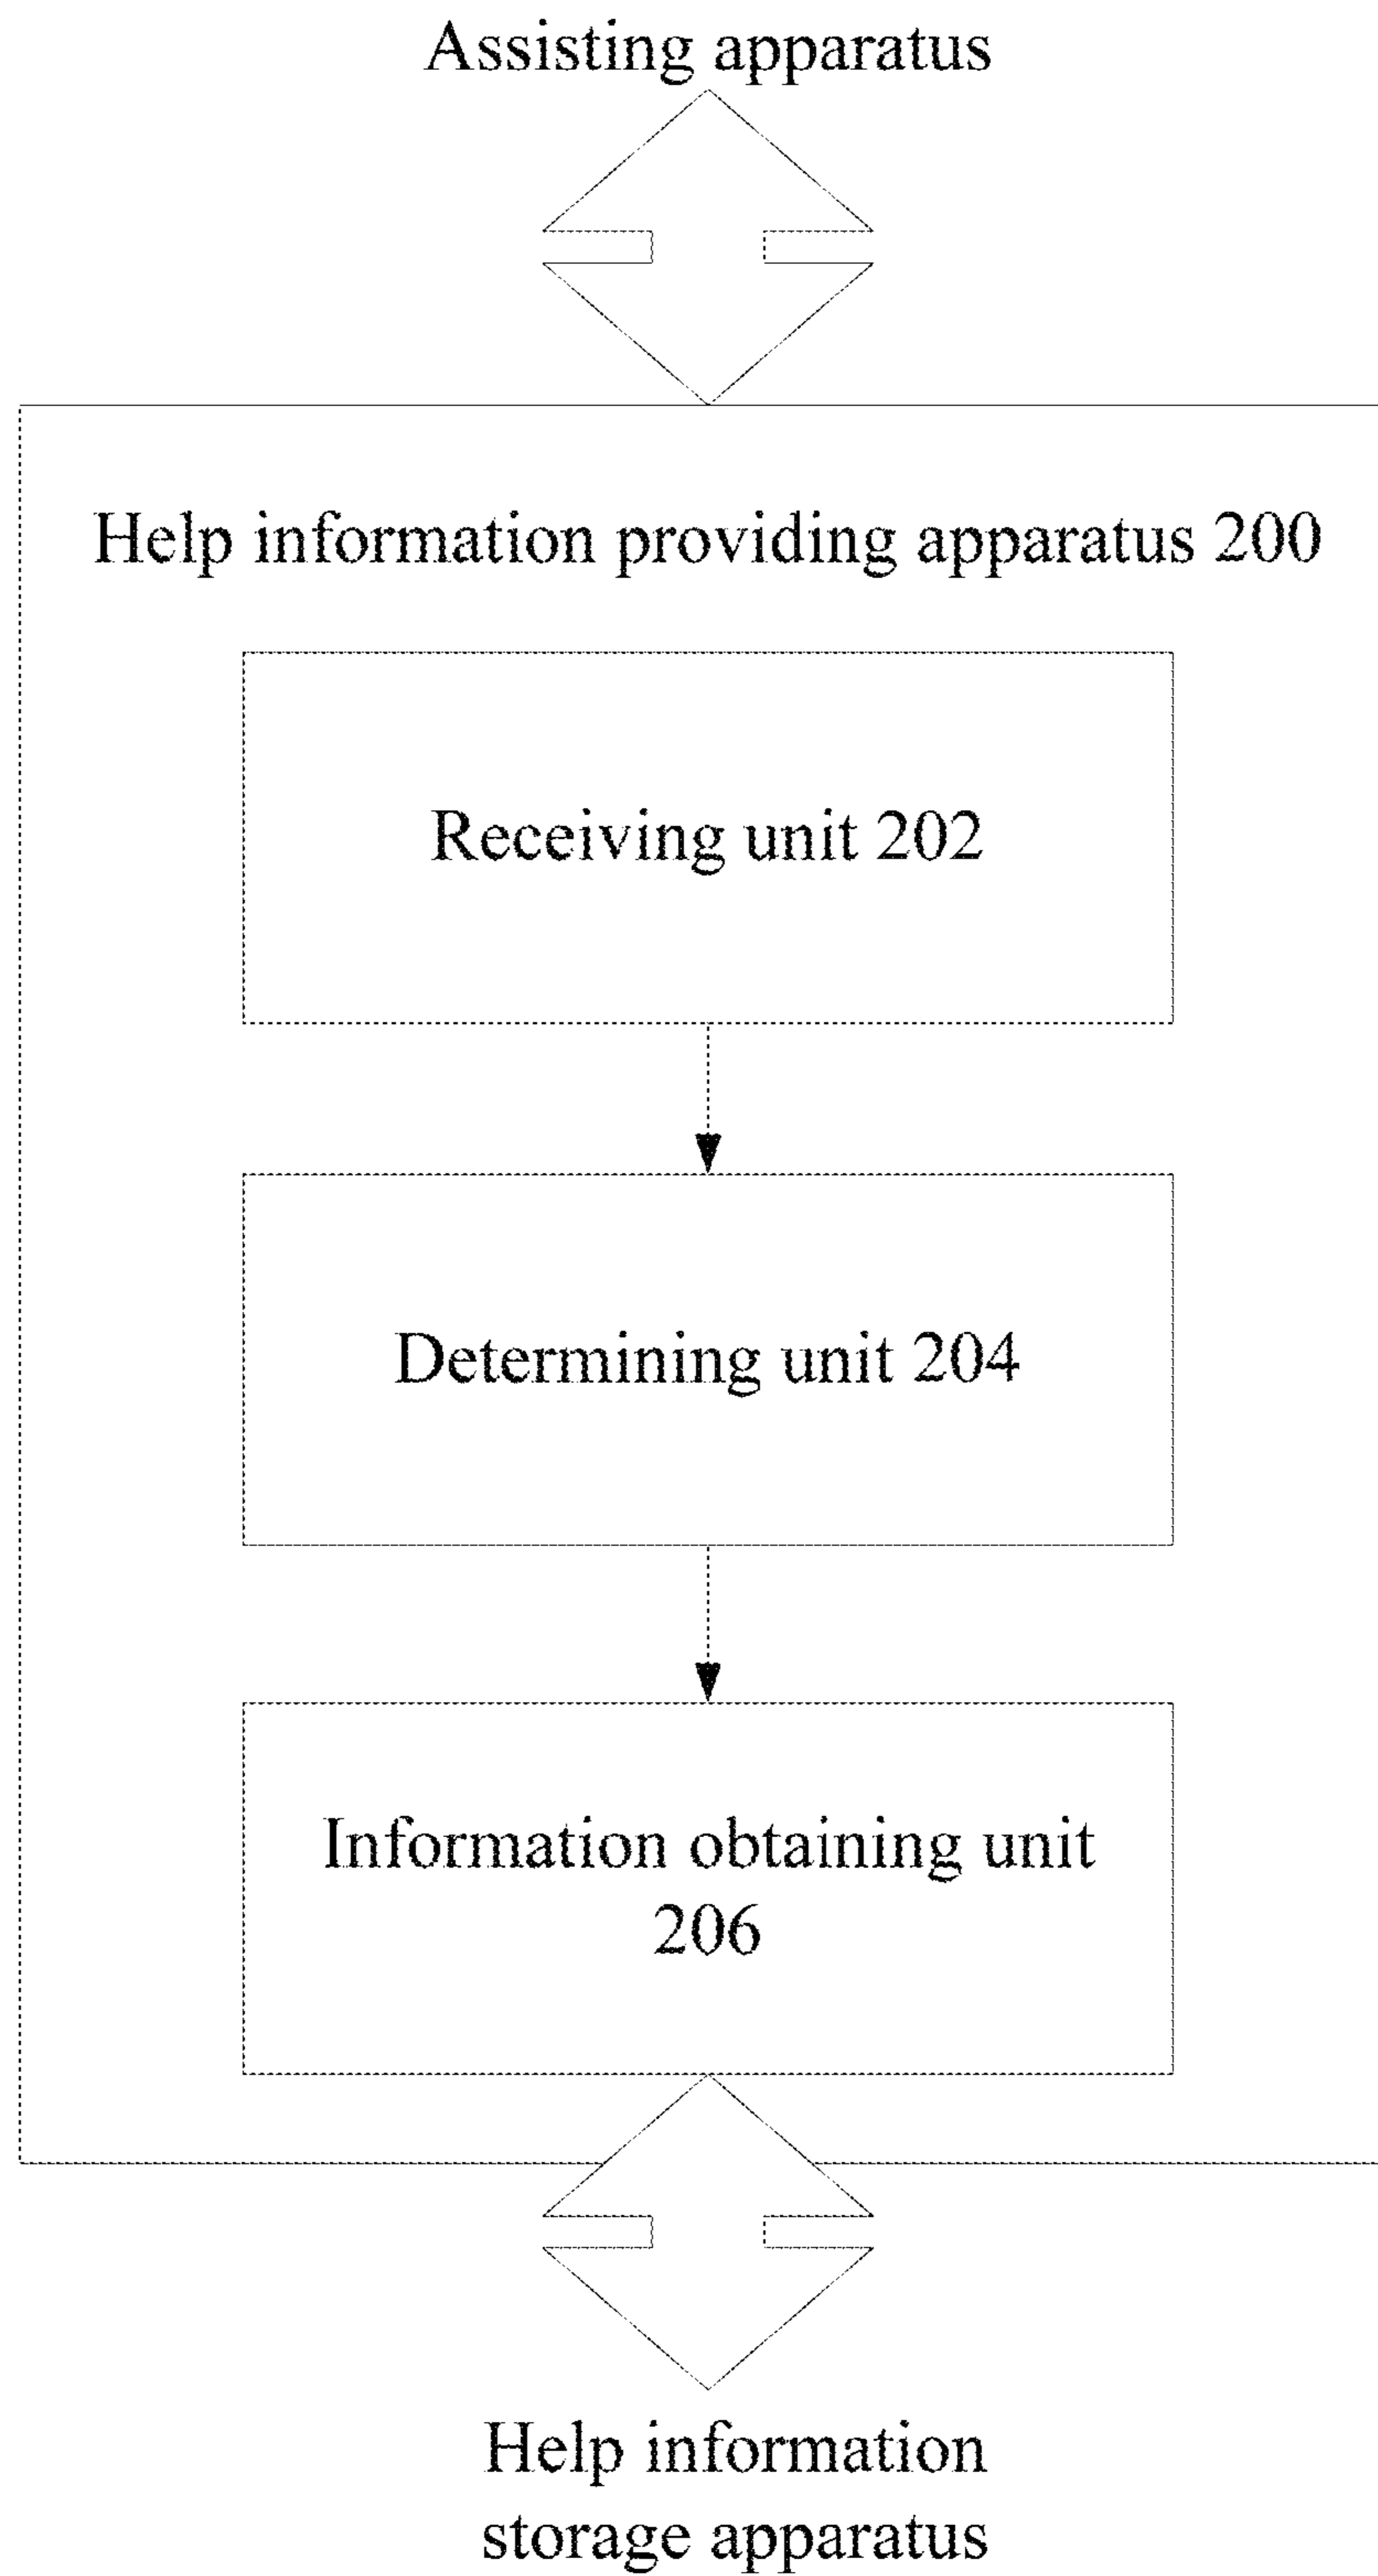 Assisting apparatus
Help information providing apparatus 200
Receiving unit 202
Determining unit 204
Information obtaining unit
206
Help information
storage apparatus